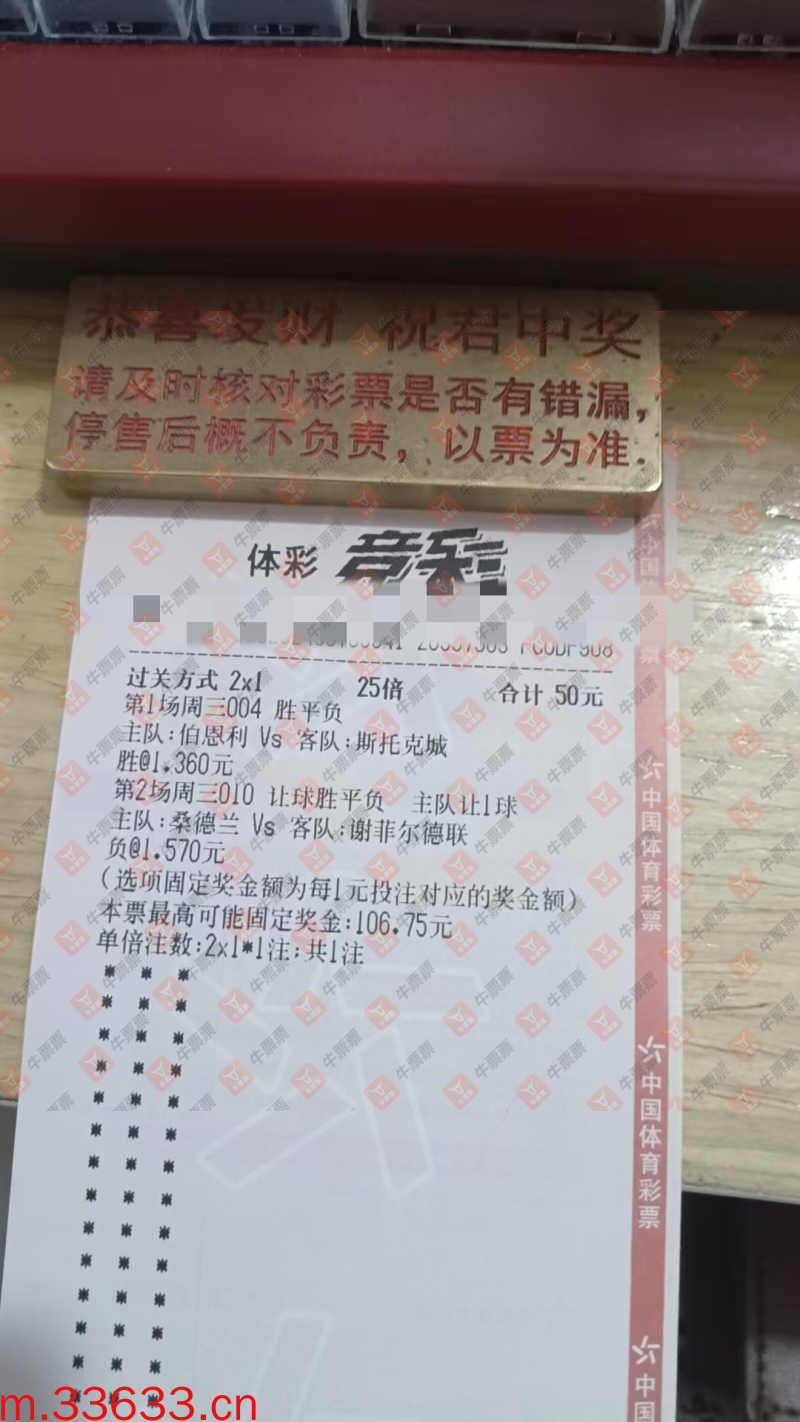 恭喜发财 祝君中奖
请及时核对彩票是否有错漏,
停售后概不负责, 以票为准.
体彩 竞彩
过关方式 2x1 25倍 合计 50元
第1场周三004 胜平负
主队:伯恩利 Vs 客队:斯托克城
胜@1.360元
第2场周三010 让球胜平负 主队让1球
主队:桑德兰 Vs 客队:谢菲尔德联
负@1.570元
(选项固定奖金额为每1元投注对应的奖金额)
本票最高可能固定奖金:106.75元
单倍注数:2x1*1注;共1注
中国体育彩票
中国体育彩票
牛票票
m.33633.cn